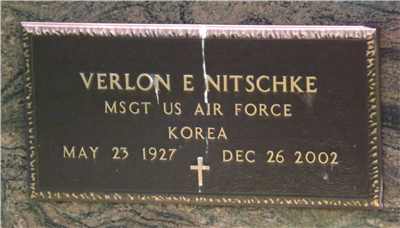 VERLON E NITSCHKE
MSGT US AIR FORCE
KOREA
MAY 23 1927 DEC 26 2002